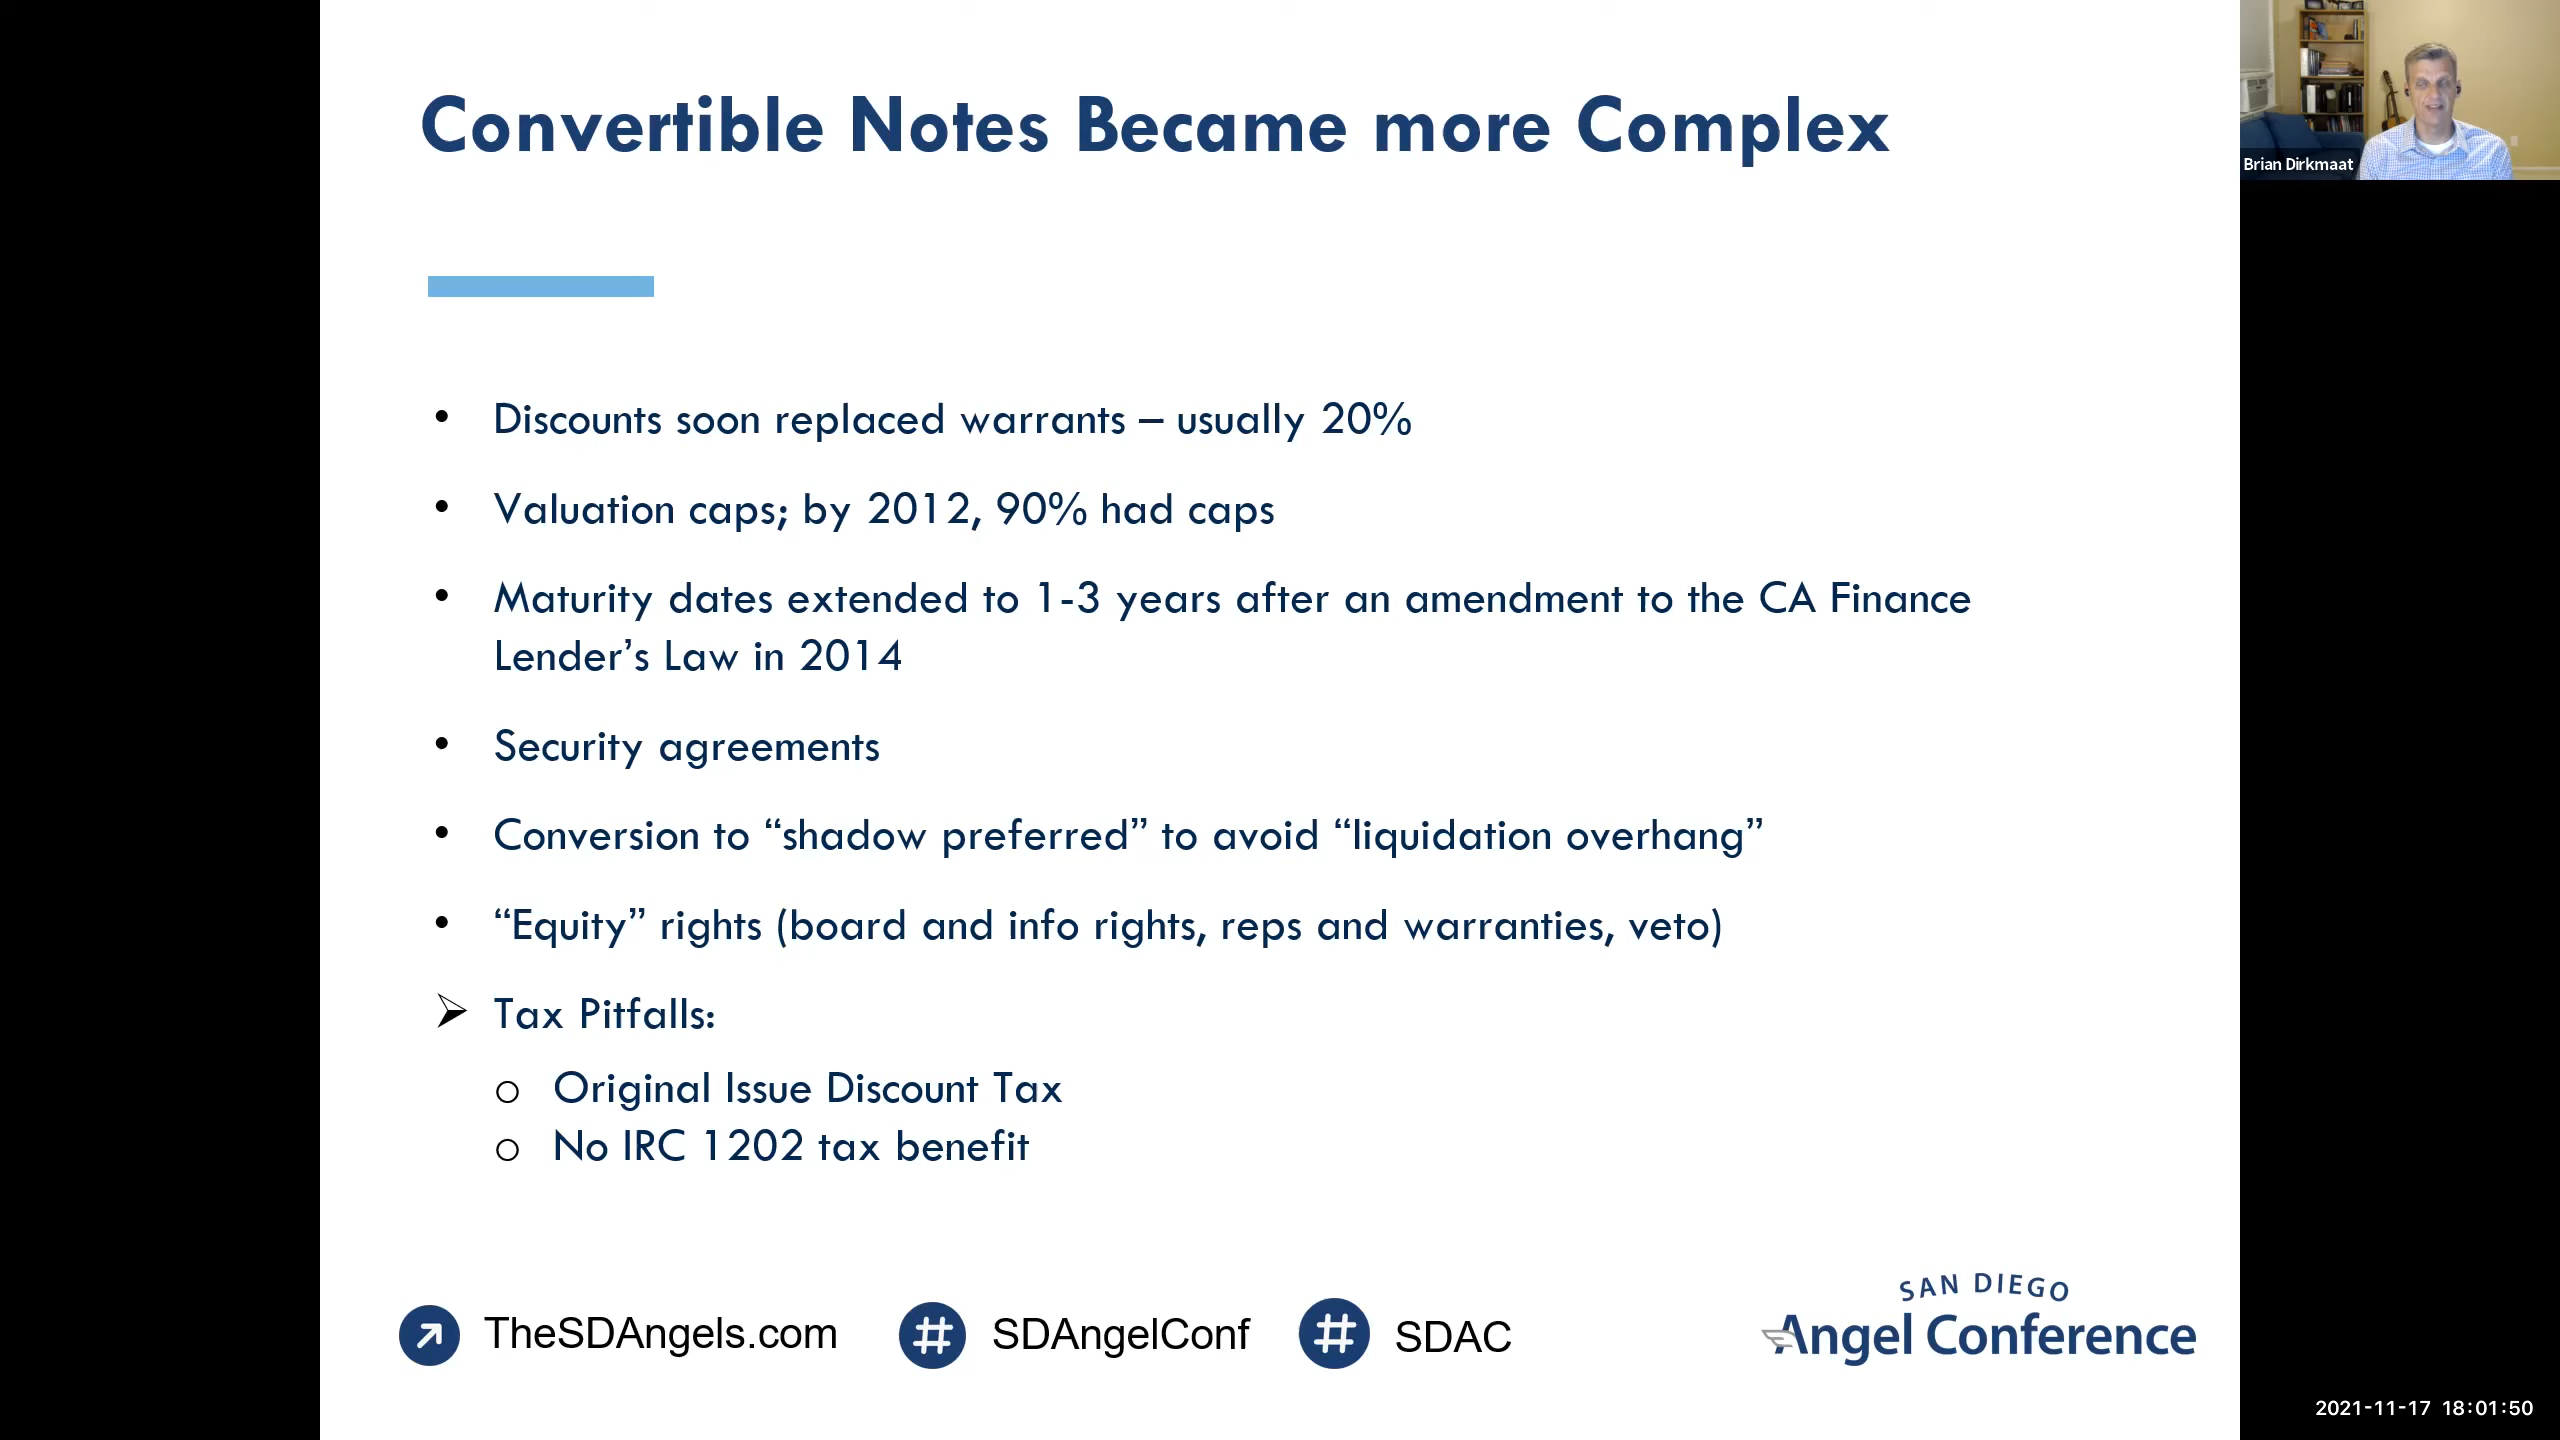 Convertible Notes Became more Complex
Brian Dirkmaat
• Discounts soon replaced warrants – usually 20%
• Valuation caps; by 2012, 90% had caps
• Maturity dates extended to 1-3 years after an amendment to the CA Finance
Lender’s Law in 2014
• Security agreements
• Conversion to “shadow preferred” to avoid “liquidation overhang”
• “Equity” rights (board and info rights, reps and warranties, veto)
➢ Tax Pitfalls:
o Original Issue Discount Tax
o No IRC 1202 tax benefit
TheSDAngels.com
# SDAngelConf
# SDAC
SAN DIEGO
Angel Conference
2021-11-17 18:01:50